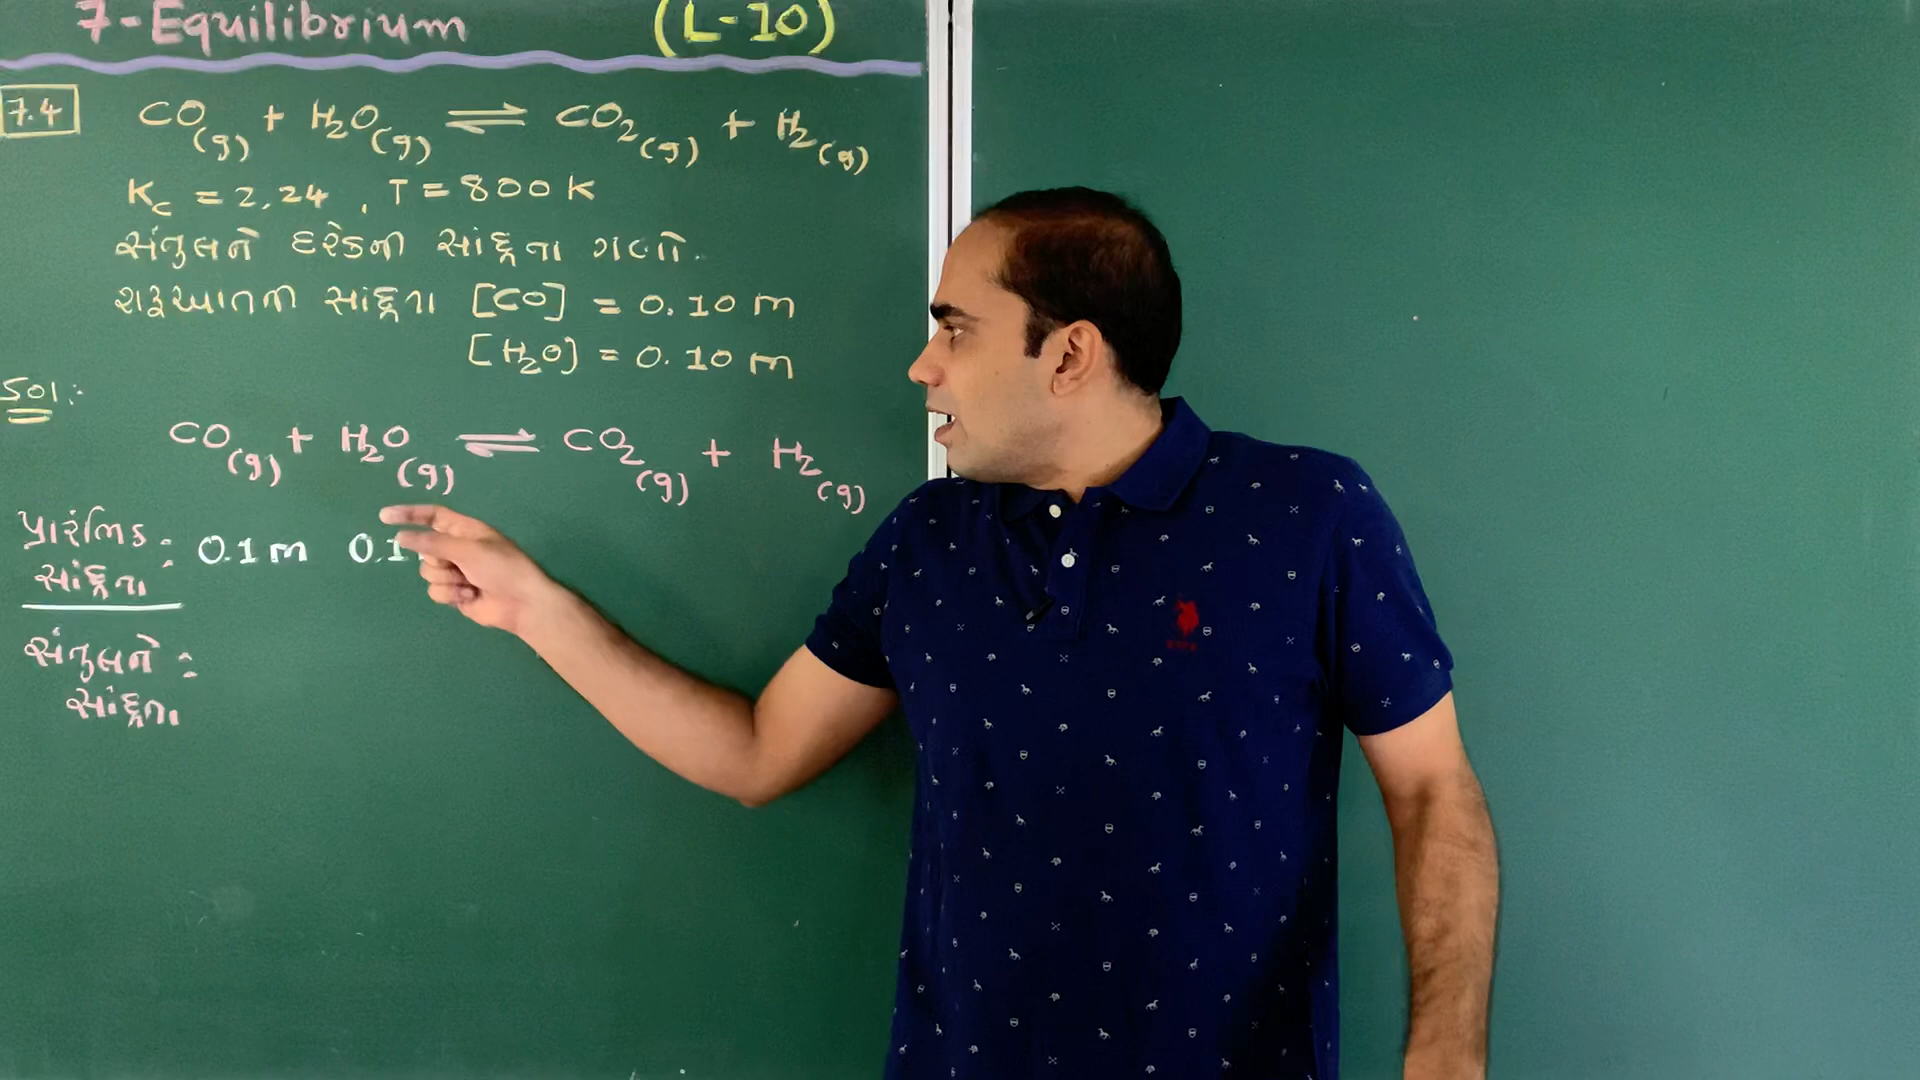 7-Equilibrium (L-10)
7.4 CO(g) + H₂O(g) ⇌ CO₂(g) + H₂(g)
Kc = 2.24 , T = 800 K
સંતુલને દરેકની સાંદ્રતા ગણો.
શરૂઆતની સાંદ્રતા [CO] = 0.10 m
[H₂O] = 0.10 m
Sol:-
CO(g) + H₂O(g) ⇌ CO₂(g) + H₂(g)
પ્રારંભિક : 0.1 m 0.1
સાંદ્રતા
સંતુલને :
સાંદ્રતા